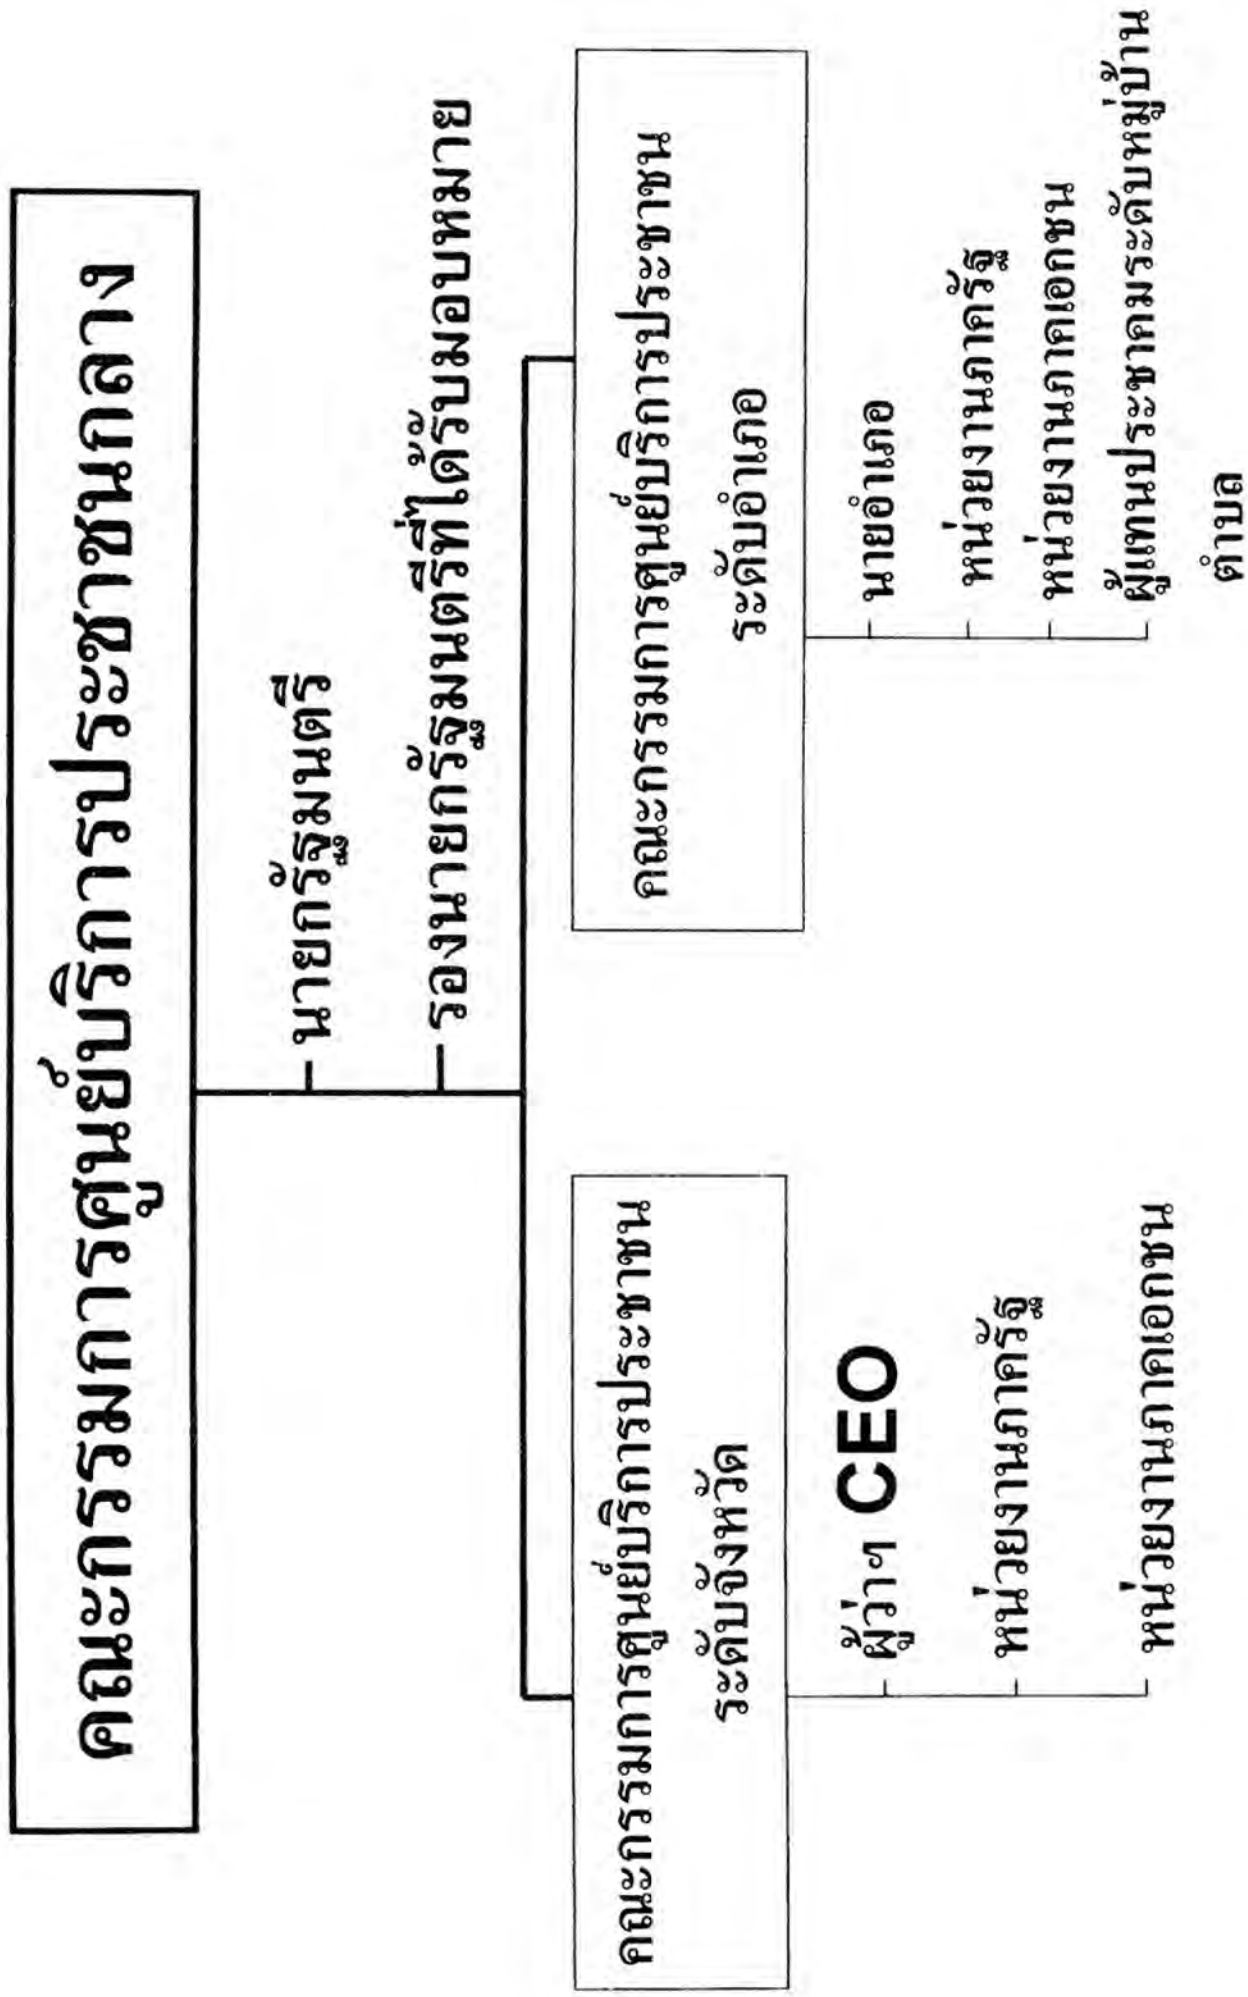 คณะกรรมการศูนย์บริการประชาชนกลาง
นายกรัฐมนตรี
รองนายกรัฐมนตรีที่ได้รับมอบหมาย
คณะกรรมการศูนย์บริการประชาชน
ระดับจังหวัด
ผู้ว่าฯ CEO
หน่วยงานภาครัฐ
หน่วยงานภาคเอกชน
คณะกรรมการศูนย์บริการประชาชน
ระดับอำเภอ
นายอำเภอ
หน่วยงานภาครัฐ
หน่วยงานภาคเอกชน
ผู้แทนประชาคมระดับหมู่บ้าน
ตำบล